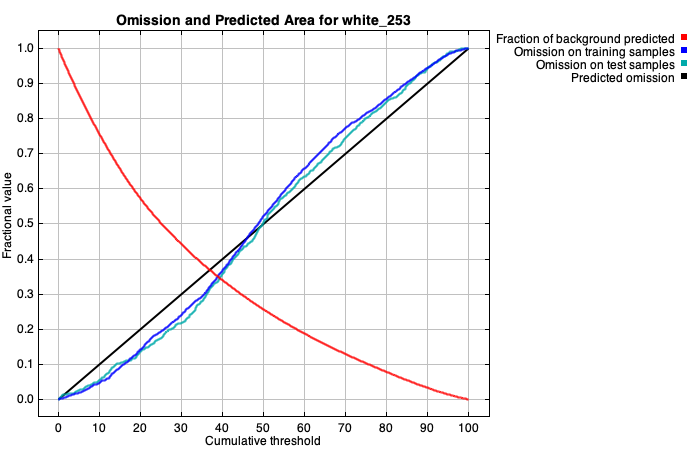 Omission and Predicted Area for white_253
Fraction of background predicted
Omission on training samples
Omission on test samples
Predicted omission
Fractional value
1.0
0.9
0.8
0.7
0.6
0.5
0.4
0.3
0.2
0.1
0.0
0 10 20 30 40 50 60 70 80 90 100
Cumulative threshold